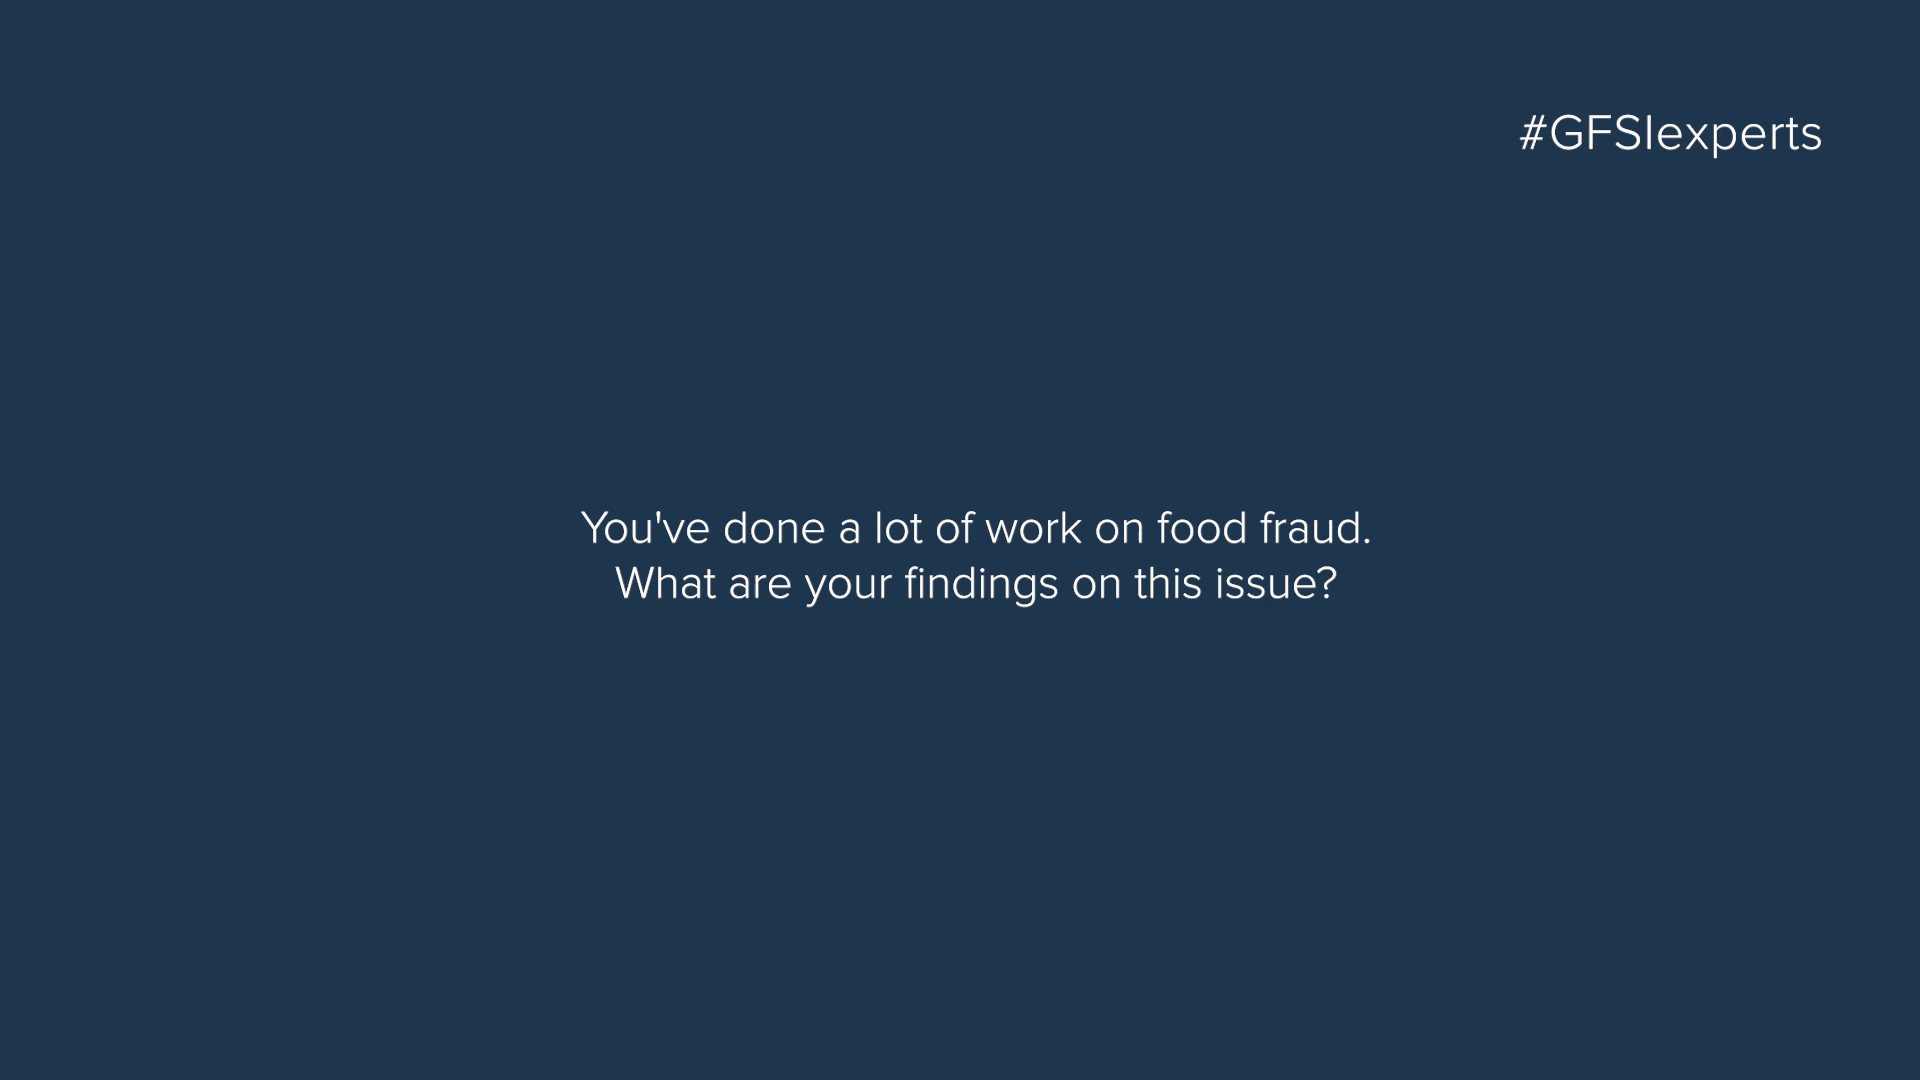 #GFSIexperts
You've done a lot of work on food fraud.
What are your findings on this issue?